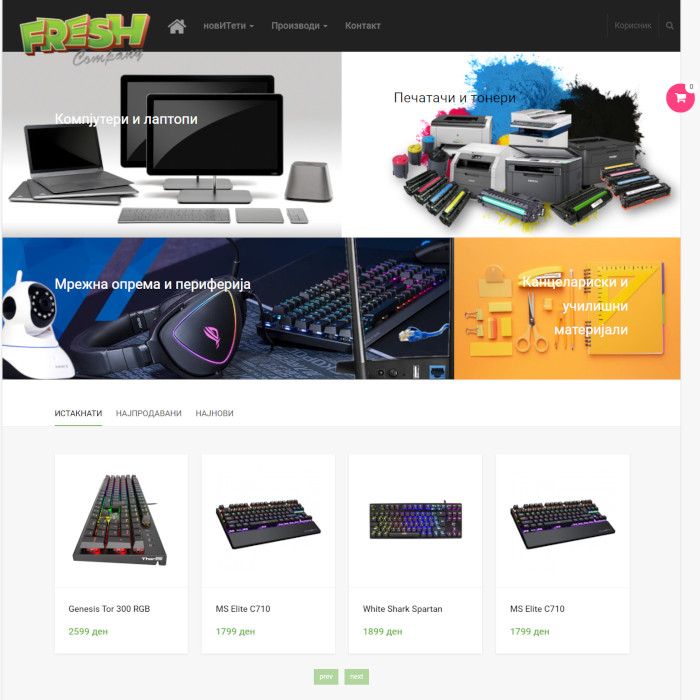 FRESH
Company
новИТети
Производи
Контакт
Корисник
0
Компјутери и лаптопи
Печатачи и тонери
Мрежна опрема и периферија
Канцелариски и
училишни
материјали
ИСТАКНАТИ
НАЈПРОДАВАНИ
НАЈНОВИ
Genesis Tor 300 RGB
MS Elite C710
White Shark Spartan
MS Elite C710
2599 ден
1799 ден
1899 ден
1799 ден
prev
next